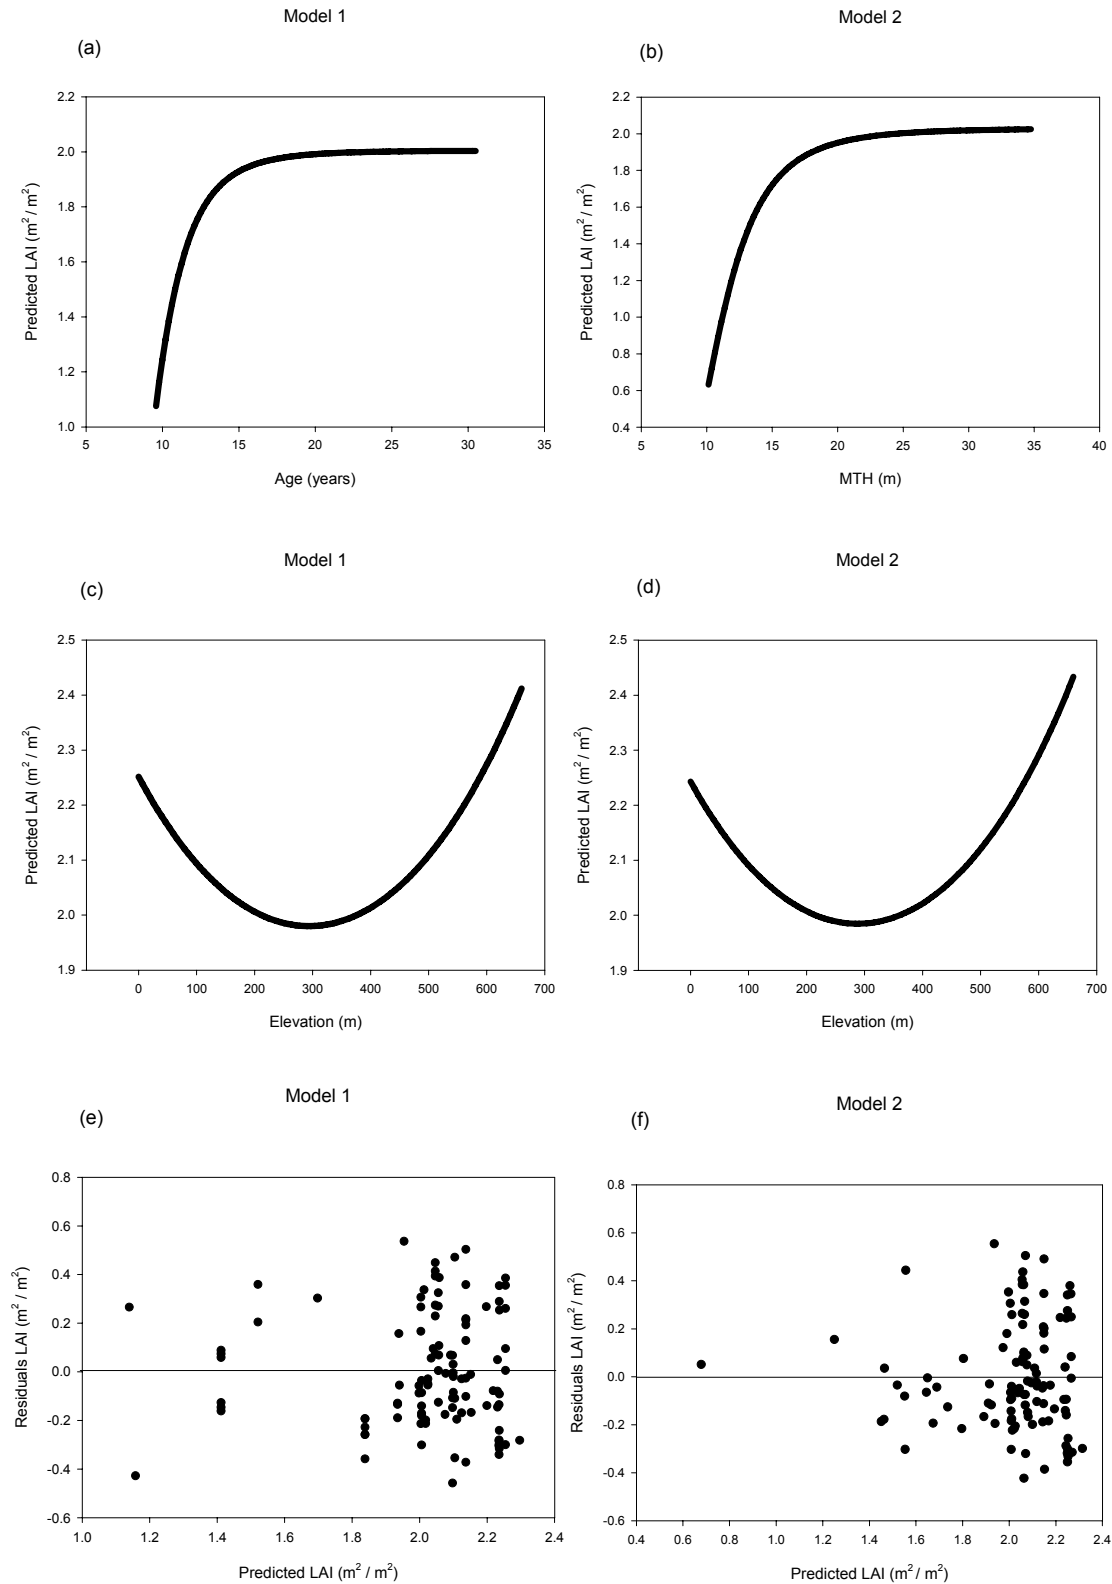 Model 1
(a)
2.2
2.0
1.8
1.6
1.4
1.2
1.0
5 10 15 20 25 30 35
Predicted LAI (m² / m²)
Age (years)
Model 2
(b)
2.2
2.0
1.8
1.6
1.4
1.2
1.0
0.8
0.6
0.4
5 10 15 20 25 30 35 40
Predicted LAI (m² / m²)
MTH (m)
Model 1
(c)
2.5
2.4
2.3
2.2
2.1
2.0
1.9
0 100 200 300 400 500 600 700
Predicted LAI (m² / m²)
Elevation (m)
Model 2
(d)
2.5
2.4
2.3
2.2
2.1
2.0
1.9
0 100 200 300 400 500 600 700
Predicted LAI (m² / m²)
Elevation (m)
Model 1
(e)
0.8
0.6
0.4
0.2
0.0
-0.2
-0.4
-0.6
1.0 1.2 1.4 1.6 1.8 2.0 2.2 2.4
Residuals LAI (m² / m²)
Predicted LAI (m² / m²)
Model 2
(f)
0.8
0.6
0.4
0.2
0.0
-0.2
-0.4
-0.6
0.4 0.6 0.8 1.0 1.2 1.4 1.6 1.8 2.0 2.2 2.4
Residuals LAI (m² / m²)
Predicted LAI (m² / m²)